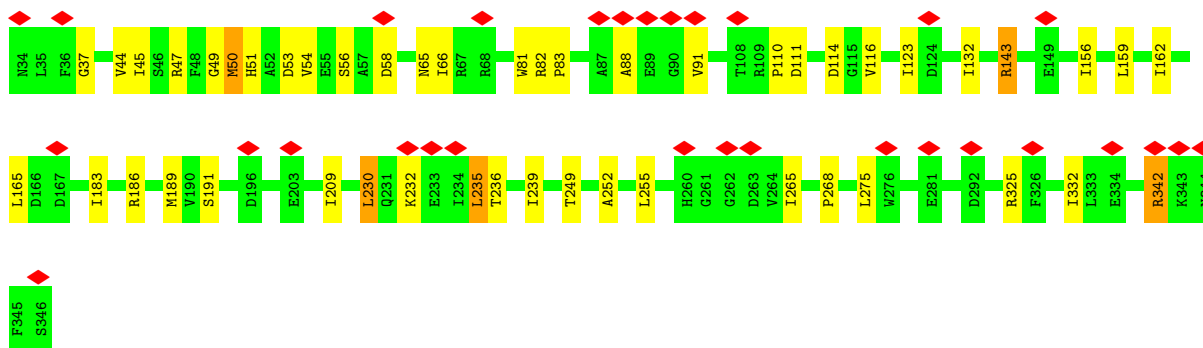 N34 L35 F36 G37 V44 I45 S46 R47 F48 G49 M50 H51 A52 D53 V54 E55 S56 A57 D58 N65 I66 R67 R68 W81 R82 P83 A87 A88 E89 G90 V91 T108 R109 P110 D111 D114 G115 V116 I123 D124 I132 R143 E149 I156 L159 I162
L165 D166 D167 I183 R186 M189 V190 S191 D196 E203 I209 L230 Q231 K232 E233 I234 L235 T236 I239 T249 A252 L255 H260 G261 G262 D263 V264 I265 P268 L275 W276 E281 D292 R325 F326 I332 L333 E334 R342 K343
F345 S346